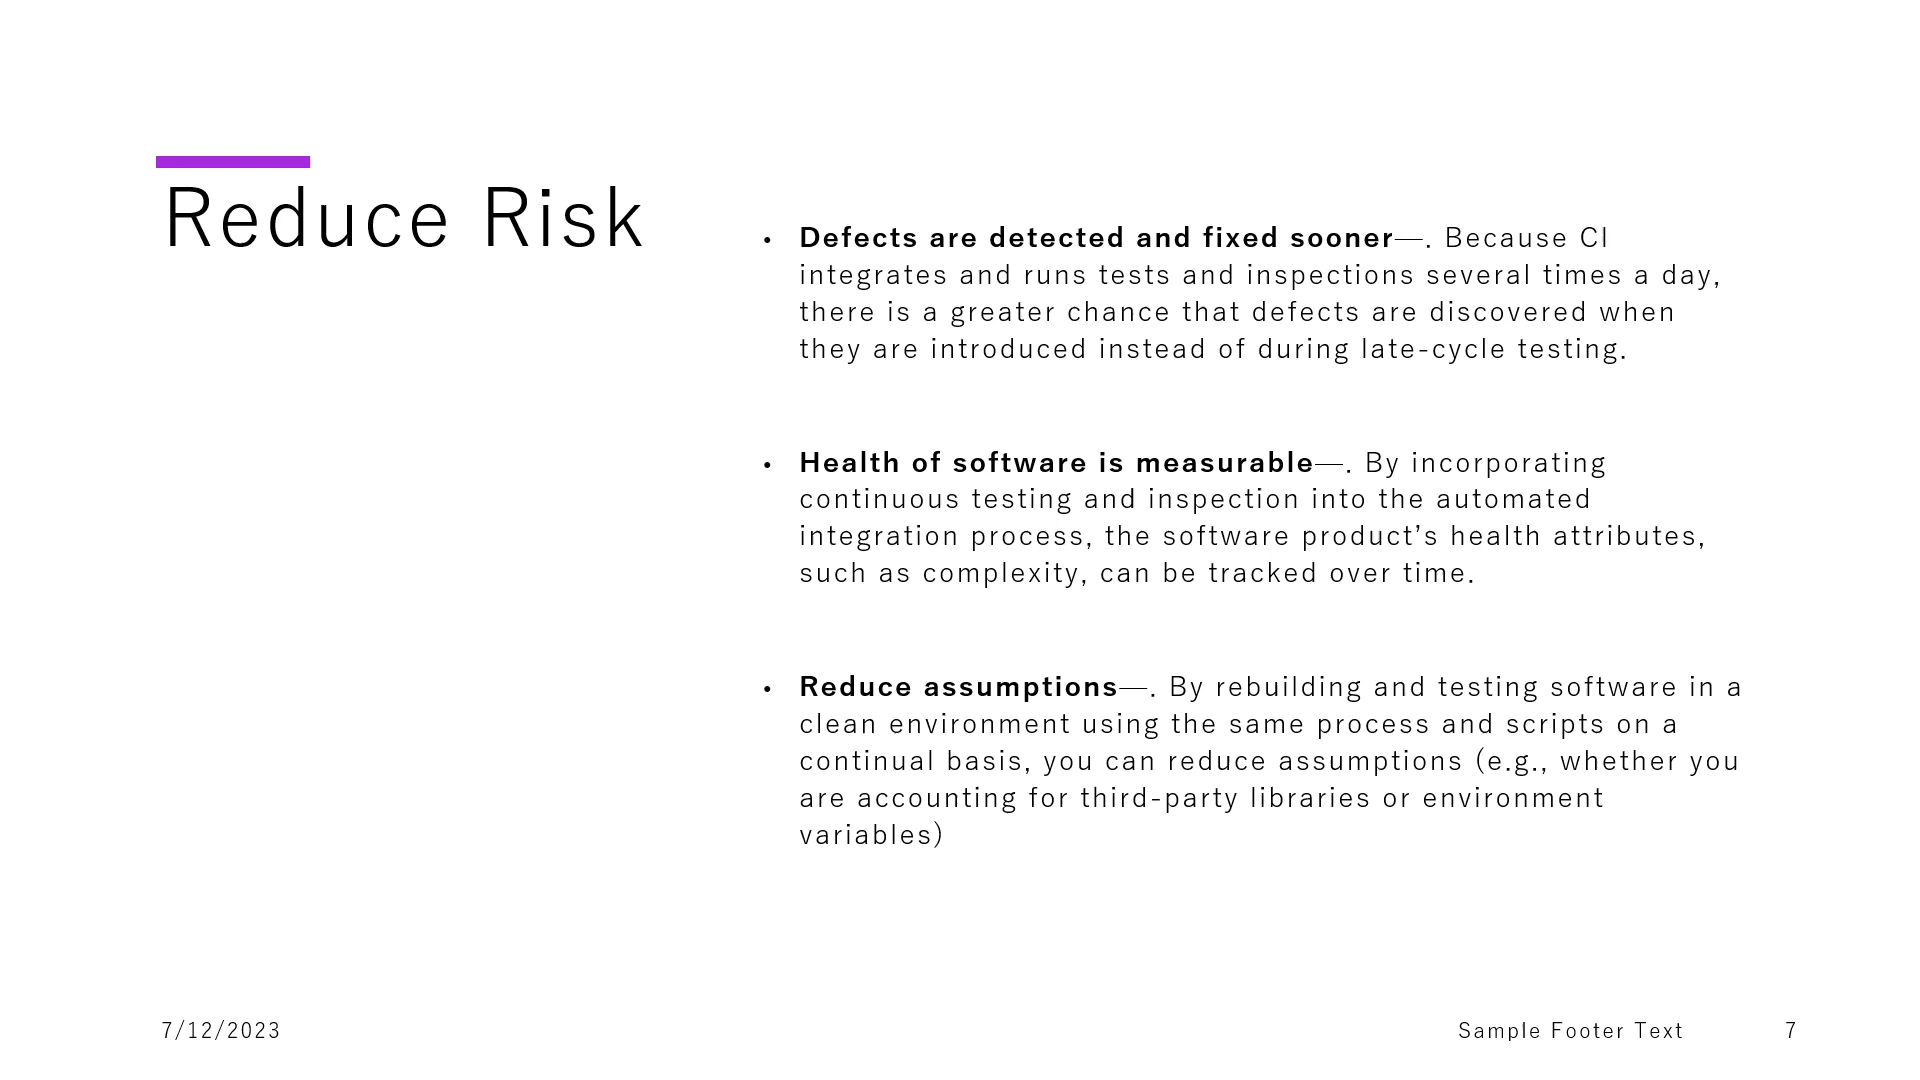 Reduce Risk
• Defects are detected and fixed sooner—. Because CI
integrates and runs tests and inspections several times a day,
there is a greater chance that defects are discovered when
they are introduced instead of during late-cycle testing.
• Health of software is measurable—. By incorporating
continuous testing and inspection into the automated
integration process, the software product’s health attributes,
such as complexity, can be tracked over time.
• Reduce assumptions—. By rebuilding and testing software in a
clean environment using the same process and scripts on a
continual basis, you can reduce assumptions (e.g., whether you
are accounting for third-party libraries or environment
variables)
7/12/2023
Sample Footer Text
7